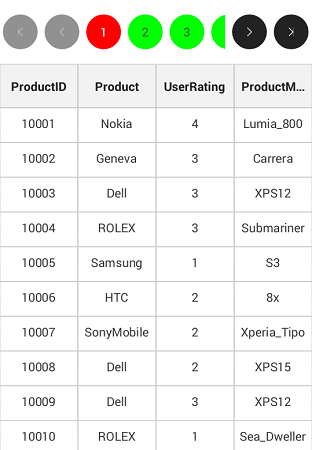 1 2 3
ProductID Product UserRating ProductM...
10001 Nokia 4 Lumia_800
10002 Geneva 3 Carrera
10003 Dell 3 XPS12
10004 ROLEX 3 Submariner
10005 Samsung 1 S3
10006 HTC 2 8x
10007 SonyMobile 2 Xperia_Tipo
10008 Dell 2 XPS15
10009 Dell 3 XPS12
10010 ROLEX 1 Sea_Dweller